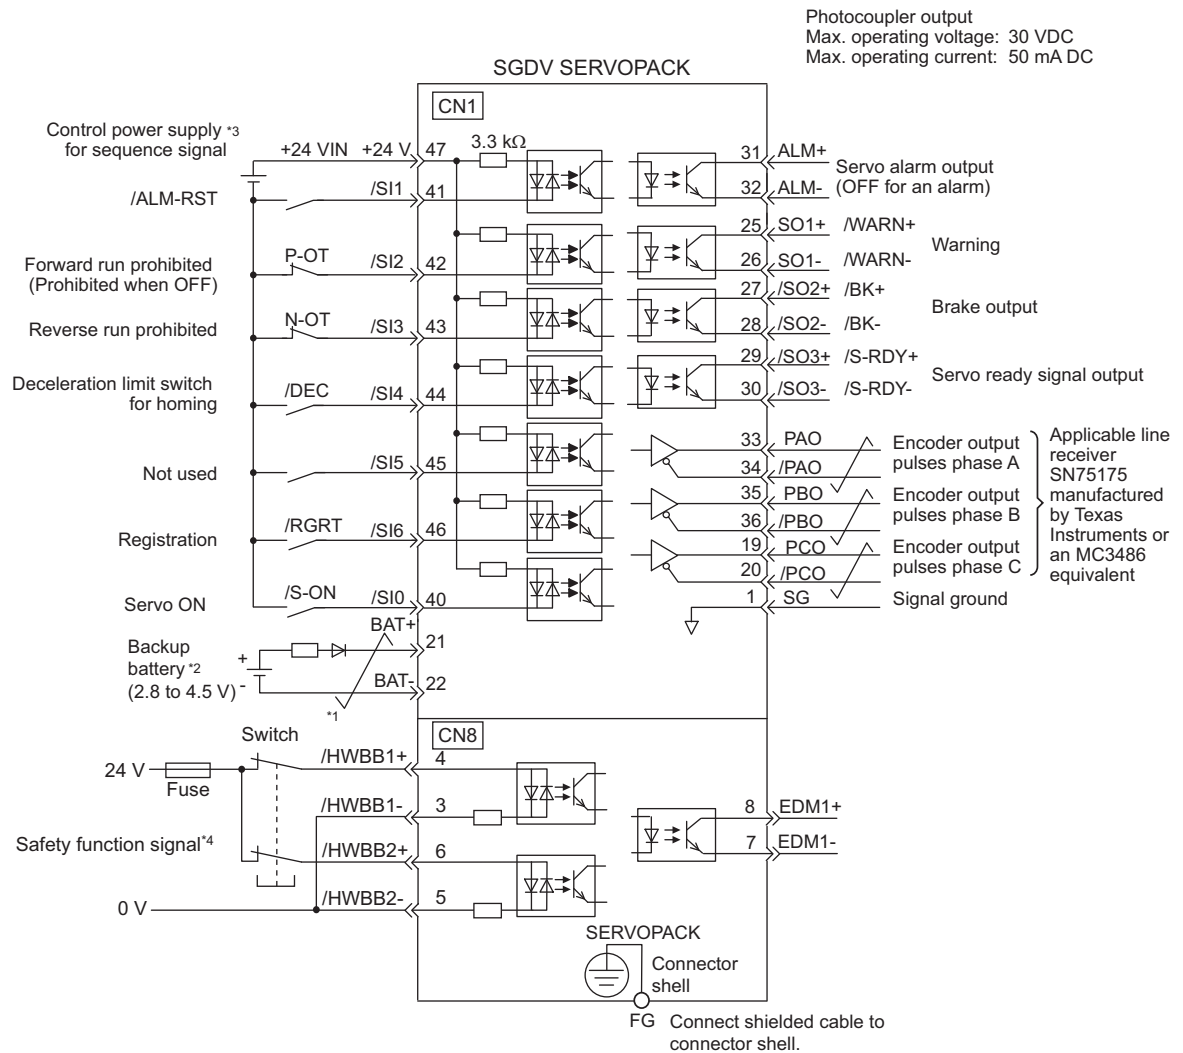 Photocoupler output
Max. operating voltage: 30 VDC
Max. operating current: 50 mA DC
SGDV SERVOPACK
CN1
Control power supply *3
for sequence signal
+24 VIN
+24 V
47
3.3 kΩ
/ALM-RST
/SI1
41
Forward run prohibited
(Prohibited when OFF)
P-OT
/SI2
42
Reverse run prohibited
N-OT
/SI3
43
Deceleration limit switch
for homing
/DEC
/SI4
44
Not used
/SI5
45
Registration
/RGRT
/SI6
46
Servo ON
/S-ON
/SI0
40
Backup
battery *2
(2.8 to 4.5 V)
+
-
BAT+
21
BAT-
22
*1
31
ALM+
32
ALM-
Servo alarm output
(OFF for an alarm)
25
SO1+
/WARN+
26
SO1-
/WARN-
Warning
27
/SO2+
/BK+
28
/SO2-
/BK-
Brake output
29
/SO3+
/S-RDY+
30
/SO3-
/S-RDY-
Servo ready signal output
33
PAO
34
/PAO
Encoder output
pulses phase A
35
PBO
36
/PBO
Encoder output
pulses phase B
19
PCO
20
/PCO
Encoder output
pulses phase C
1
SG
Signal ground
Applicable line
receiver
SN75175
manufactured
by Texas
Instruments or
an MC3486
equivalent
CN8
Switch
24 V
Fuse
/HWBB1+
4
/HWBB1-
3
Safety function signal*4
/HWBB2+
6
0 V
/HWBB2-
5
8
EDM1+
7
EDM1-
SERVOPACK
Connector
shell
FG
Connect shielded cable to
connector shell.